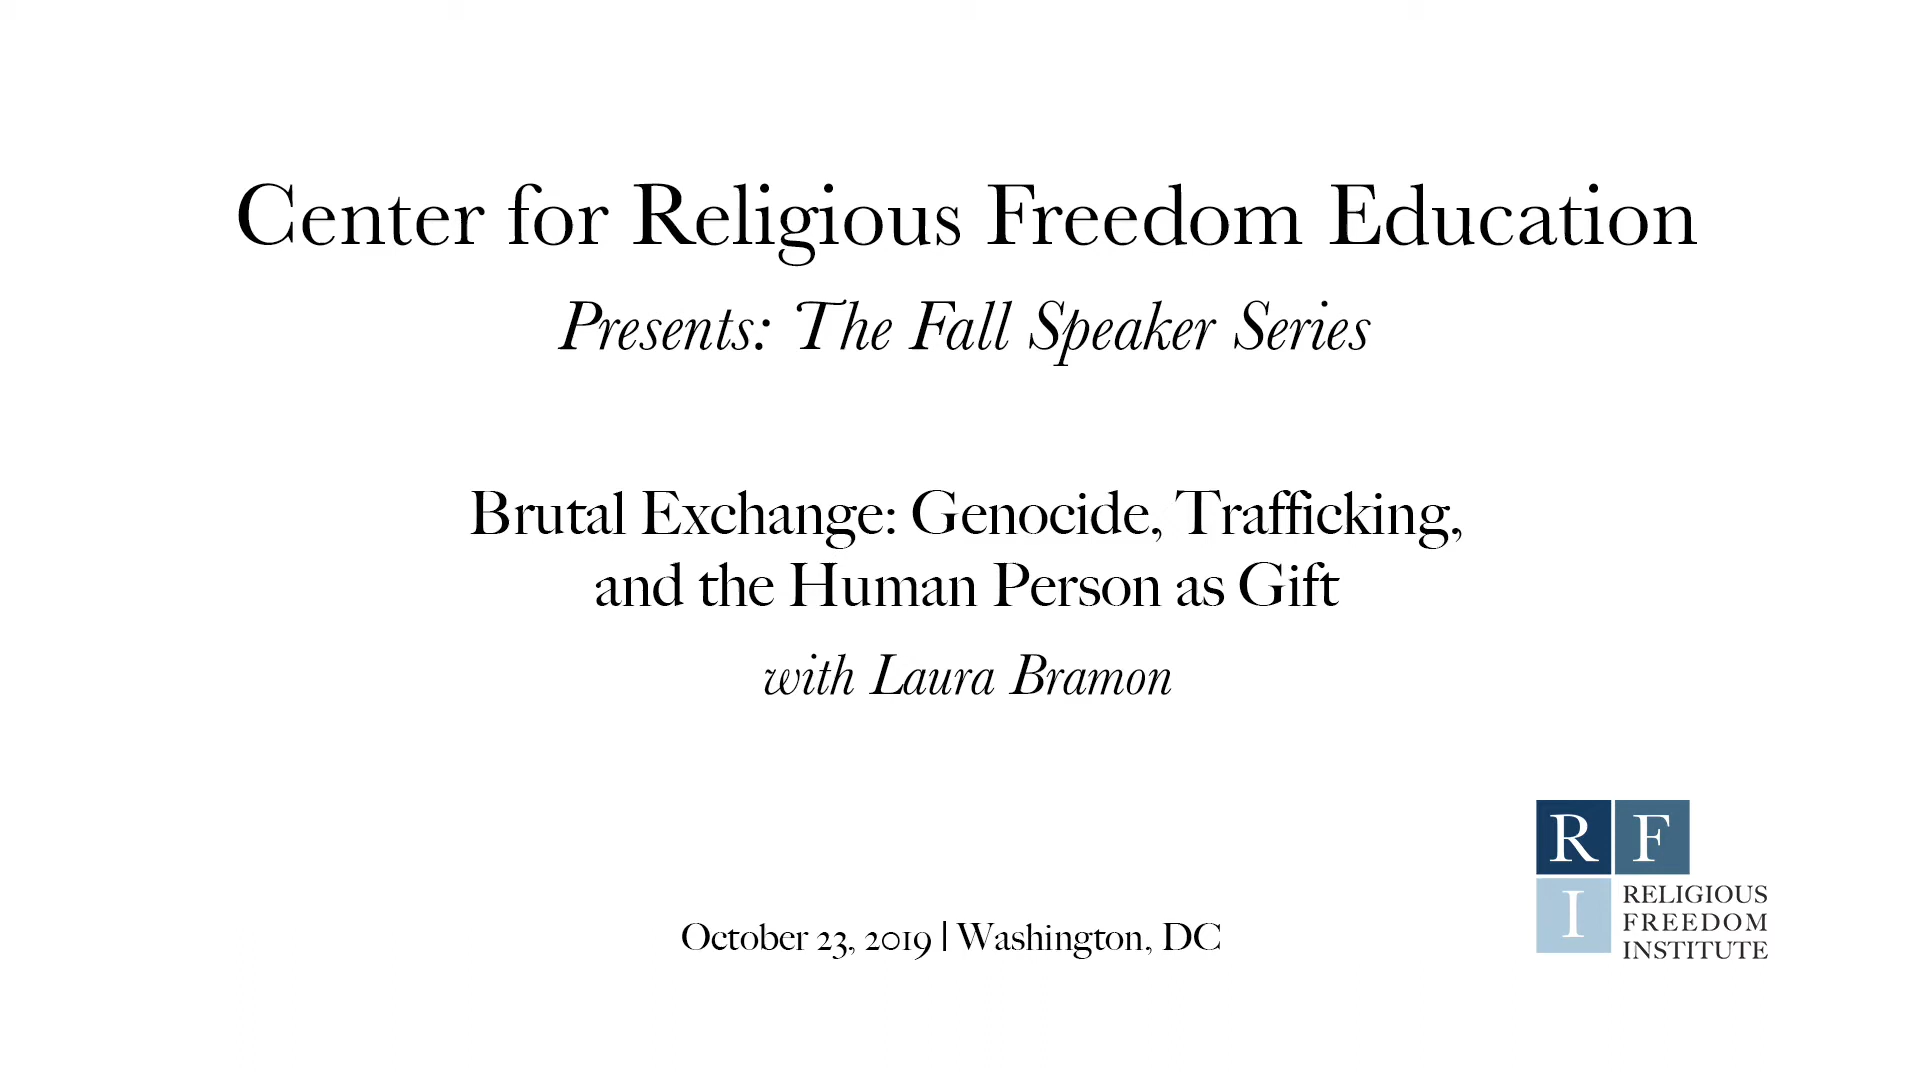 Center for Religious Freedom Education
Presents: The Fall Speaker Series
Brutal Exchange: Genocide, Trafficking,
and the Human Person as Gift
with Laura Bramon
October 23, 2019 | Washington, DC
R F
I
RELIGIOUS
FREEDOM
INSTITUTE